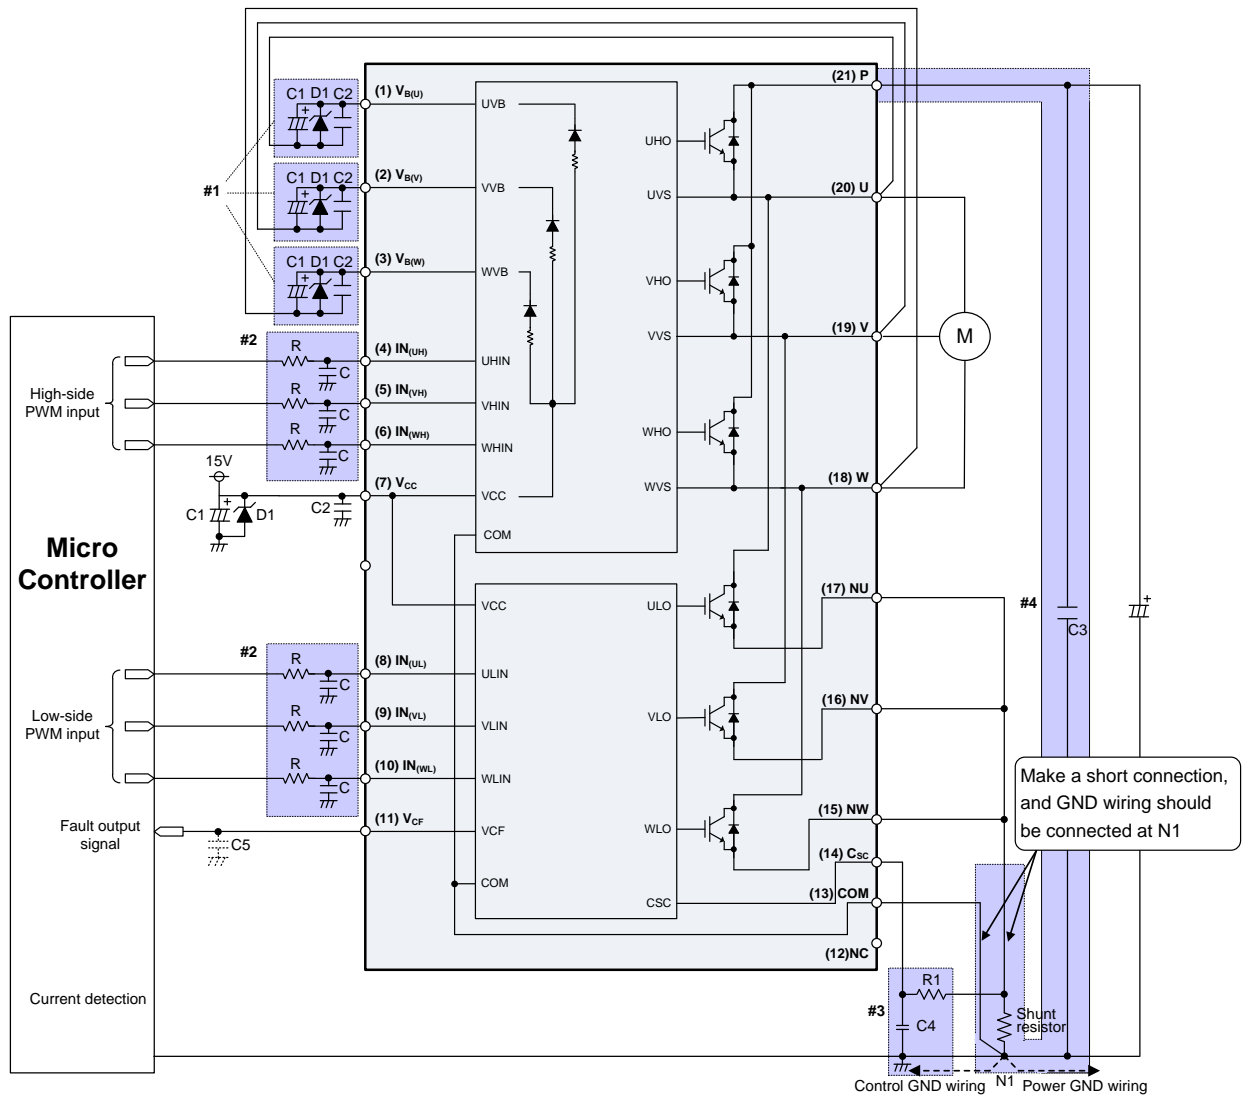 (21) P
C1 D1 C2
+
(1) VB(U)
UVB
UHO
#1
C1 D1 C2
+
(2) VB(V)
VVB
UVS
(20) U
C1 D1 C2
+
(3) VB(W)
WVB
VHO
#2
R
C
(4) IN(UH)
UHIN
VVS
(19) V
M
High-side
PWM input
R
C
(5) IN(VH)
VHIN
R
C
(6) IN(WH)
WHIN
WHO
15V
+
C1
D1
C2
(7) VCC
VCC
WVS
(18) W
COM
Micro
Controller
VCC
ULO
(17) NU
#4
C3
+
#2
R
C
(8) IN(UL)
ULIN
Low-side
PWM input
R
C
(9) IN(VL)
VLIN
VLO
(16) NV
R
C
(10) IN(WL)
WLIN
Make a short connection,
and GND wiring should
be connected at N1
Fault output
signal
C5
(11) VCF
VCF
WLO
(15) NW
(14) CSC
COM
CSC
(13) COM
(12)NC
Current detection
R1
#3
C4
Shunt
resistor
Control GND wiring
N1
Power GND wiring